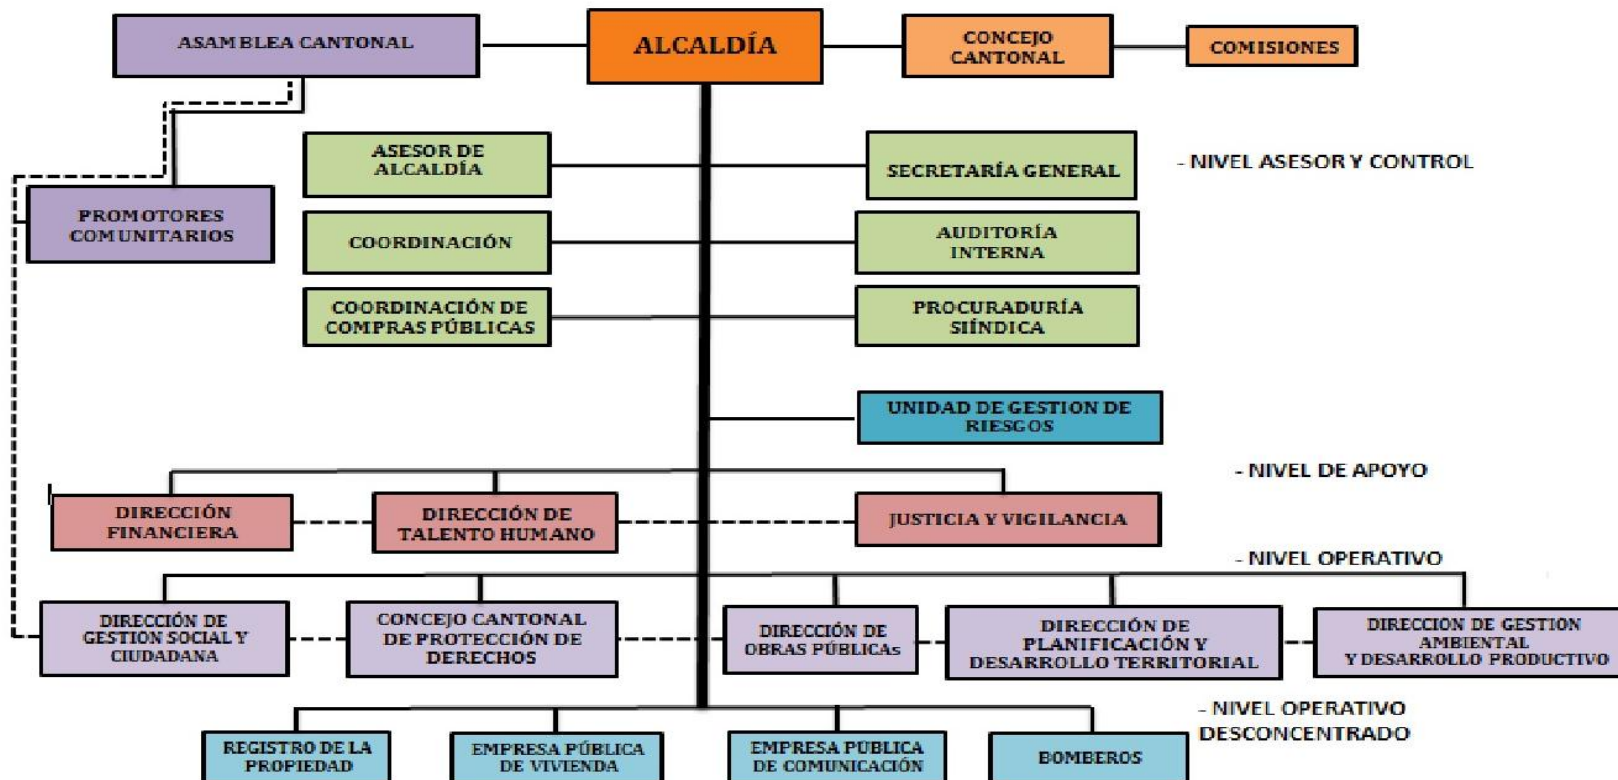 ASAMBLEA CANTONAL
ALCALDÍA
CONCEJO
CANTONAL
COMISIONES
ASESOR DE
ALCALDÍA
SECRETARÍA GENERAL
- NIVEL ASESOR Y CONTROL
PROMOTORES
COMUNITARIOS
COORDINACIÓN
AUDITORÍA
INTERNA
COORDINACIÓN DE
COMPRAS PÚBLICAS
PROCURADURÍA
SIÍNDICA
UNIDAD DE GESTION DE
RIESGOS
- NIVEL DE APOYO
DIRECCIÓN
FINANCIERA
DIRECCIÓN DE
TALENTO HUMANO
JUSTICIA Y VIGILANCIA
- NIVEL OPERATIVO
DIRECCIÓN DE
GESTIÓN SOCIAL Y
CIUDADANA
CONCEJO CANTONAL
DE PROTECCIÓN DE
DERECHOS
DIRECCIÓN DE
OBRAS PÚBLICAs
DIRECCIÓN DE
PLANIFICACIÓN Y
DESARROLLO TERRITORIAL
DIRECCIÓN DE GESTIÓN
AMBIENTAL
Y DESARROLLO PRODUCTIVO
- NIVEL OPERATIVO
DESCONCENTRADO
REGISTRO DE LA
PROPIEDAD
EMPRESA PÚBLICA
DE VIVIENDA
EMPRESA PÚBLICA
DE COMUNICACIÓN
BOMBEROS